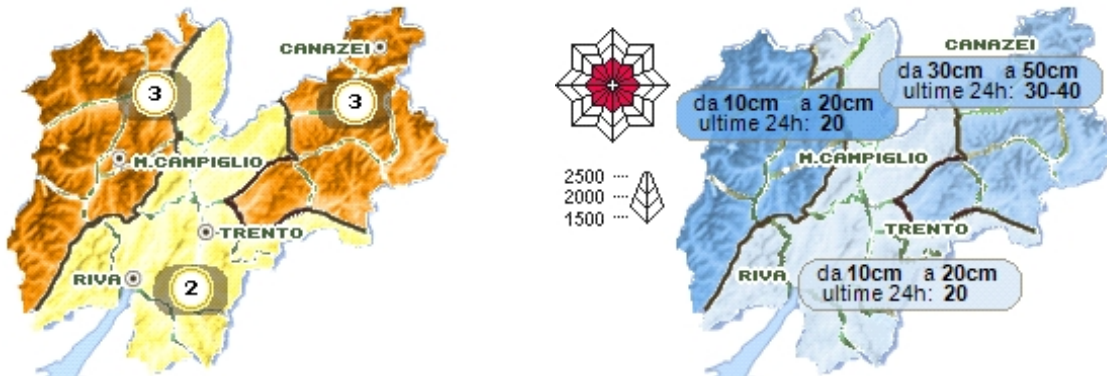 CANAZEI
3
3
M.CAMPIGLIO
TRENTO
RIVA
2
2500
2000
1500
CANAZEI
da 30cm a 50cm
ultime 24h: 30-40
da 10cm a 20cm
ultime 24h: 20
M.CAMPIGLIO
TRENTO
RIVA
da 10cm a 20cm
ultime 24h: 20